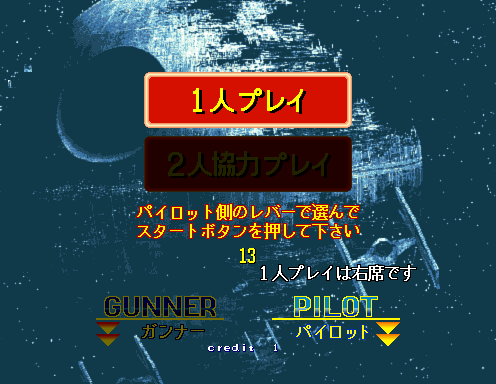 1人プレイ
2人協力プレイ
パイロット側のレバーで選んで
スタートボタンを押して下さい
13
1人プレイは右席です
GUNNER PILOT
ガンナー パイロット
credit 1